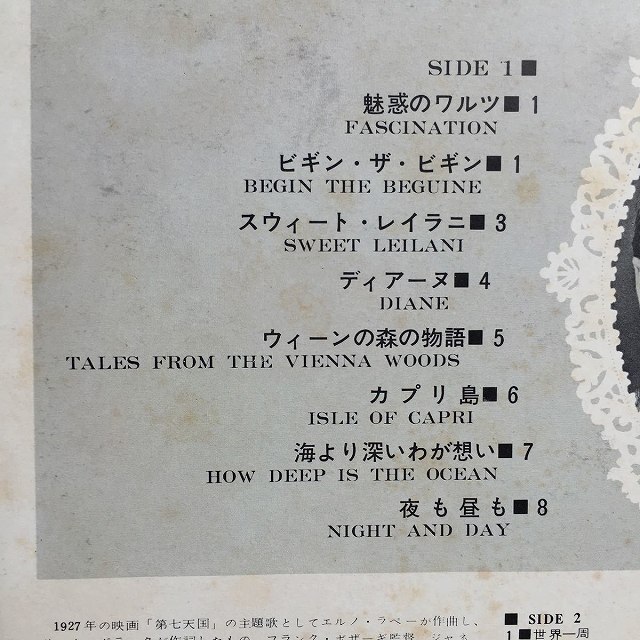 SIDE 1■
魅惑のワルツ■1
FASCINATION
ビギン・ザ・ビギン■1
BEGIN THE BEGUINE
スウィート・レイラニ■3
SWEET LEILANI
ディアーヌ■4
DIANE
ウィーンの森の物語■5
TALES FROM THE VIENNA WOODS
カプリ島■6
ISLE OF CAPRI
海より深いわが想い■7
HOW DEEP IS THE OCEAN
夜も昼も■8
NIGHT AND DAY
1927年の映画「第七天国」の主題歌としてエルノ・ラペーが作曲し、
■ SIDE 2
1■世界一周